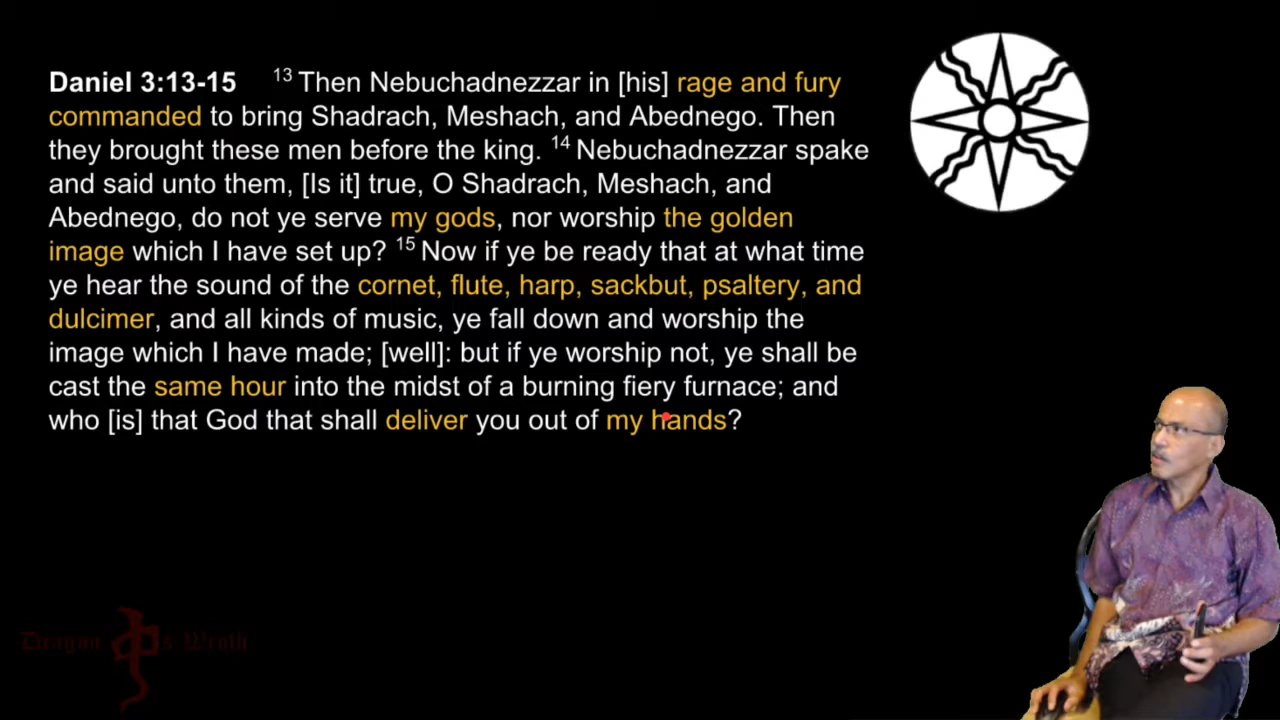 Daniel 3:13-15 13 Then Nebuchadnezzar in [his] rage and fury
commanded to bring Shadrach, Meshach, and Abednego. Then
they brought these men before the king. 14 Nebuchadnezzar spake
and said unto them, [Is it] true, O Shadrach, Meshach, and
Abednego, do not ye serve my gods, nor worship the golden
image which I have set up? 15 Now if ye be ready that at what time
ye hear the sound of the cornet, flute, harp, sackbut, psaltery, and
dulcimer, and all kinds of music, ye fall down and worship the
image which I have made; [well]: but if ye worship not, ye shall be
cast the same hour into the midst of a burning fiery furnace; and
who [is] that God that shall deliver you out of my hands?
Dragon is Wroth